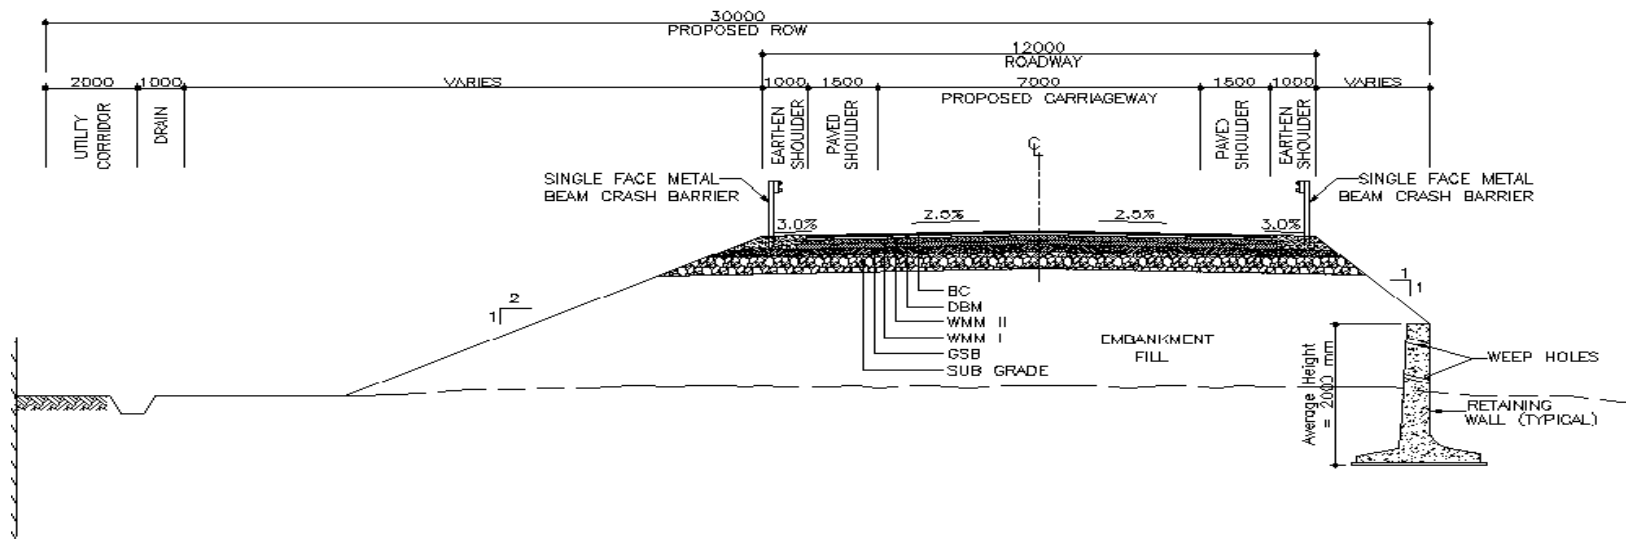 30000
PROPOSED ROW
12000
ROADWAY
2000
1000
VARIES
1000
1500
7000
1500
1000
VARIES
PROPOSED CARRIAGEWAY
UTILITY
CORRIDOR
DRAIN
EARTHEN
SHOULDER
PAVED
SHOULDER
PAVED
SHOULDER
EARTHEN
SHOULDER
CL
SINGLE FACE METAL
BEAM CRASH BARRIER
SINGLE FACE METAL
BEAM CRASH BARRIER
3.0%
2.5%
2.5%
3.0%
2
1
1
1
BC
DBM
WMM II
WMM I
GSB
SUB GRADE
EMBANKMENT
FILL
Average Height
= 2000 mm
WEEP HOLES
RETAINING
WALL (TYPICAL)